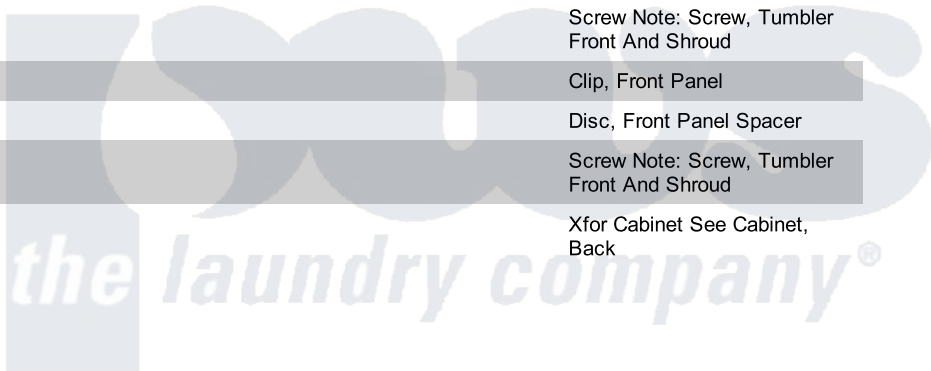 Screw Note: Screw, Tumbler
Front And Shroud
Clip, Front Panel
Disc, Front Panel Spacer
Screw Note: Screw, Tumbler
Front And Shroud
Xfor Cabinet See Cabinet,
Back
pws
the laundry company®